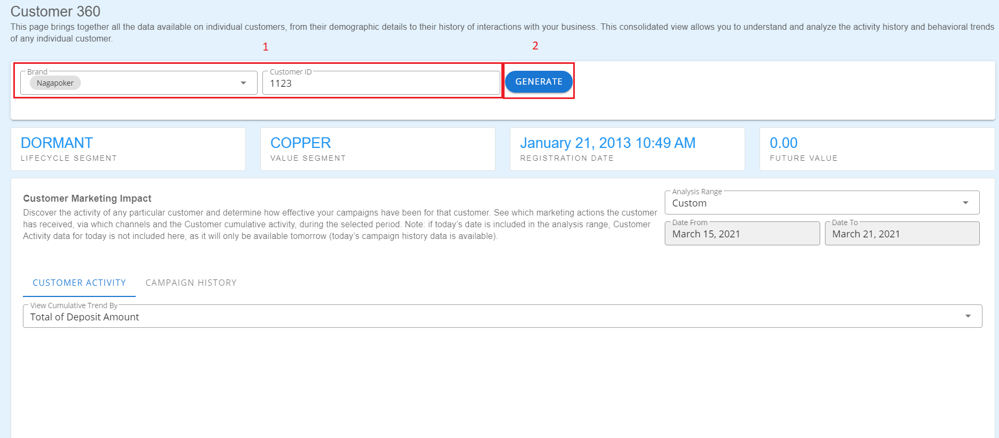 Customer 360
This page brings together all the data available on individual customers, from their demographic details to their history of interactions with your business. This consolidated view allows you to understand and analyze the activity history and behavioral trends
of any individual customer.
1
2
Brand
Nagapoker
Customer ID
1123
GENERATE
DORMANT
LIFECYCLE SEGMENT
COPPER
VALUE SEGMENT
January 21, 2013 10:49 AM
REGISTRATION DATE
0.00
FUTURE VALUE
Customer Marketing Impact
Discover the activity of any particular customer and determine how effective your campaigns have been for that customer. See which marketing actions the customer
has received, via which channels and the Customer cumulative activity, during the selected period. Note: if today's date is included in the analysis range, Customer
Activity data for today is not included here, as it will only be available tomorrow (today's campaign history data is available).
Analysis Range
Custom
Date From
March 15, 2021
Date To
March 21, 2021
CUSTOMER ACTIVITY
CAMPAIGN HISTORY
View Cumulative Trend By
Total of Deposit Amount